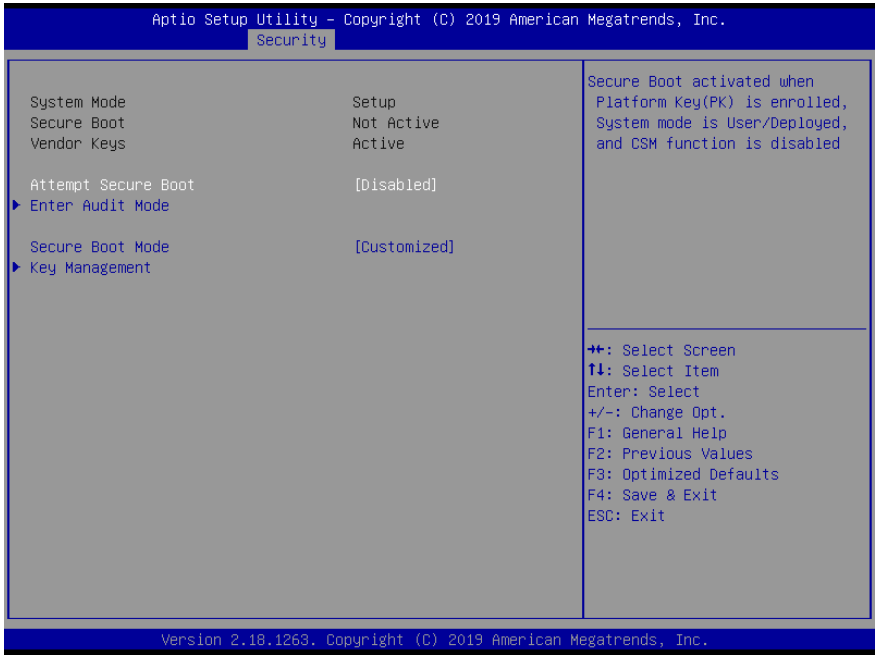 Aptio Setup Utility – Copyright (C) 2019 American Megatrends, Inc.
Security
System Mode Setup
Secure Boot Not Active
Vendor Keys Active
Attempt Secure Boot [Disabled]
Enter Audit Mode
Secure Boot Mode [Customized]
Key Management
Secure Boot activated when
Platform Key(PK) is enrolled,
System mode is User/Deployed,
and CSM function is disabled
→←: Select Screen
↑↓: Select Item
Enter: Select
+/-: Change Opt.
F1: General Help
F2: Previous Values
F3: Optimized Defaults
F4: Save & Exit
ESC: Exit
Version 2.18.1263. Copyright (C) 2019 American Megatrends, Inc.